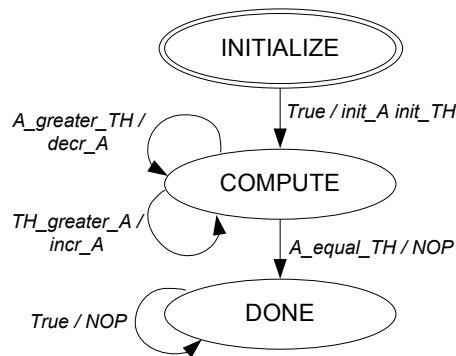 INITIALIZE
True / init_A init_TH
A_greater_TH /
decr_A
COMPUTE
TH_greater_A /
incr_A
A_equal_TH / NOP
DONE
True / NOP